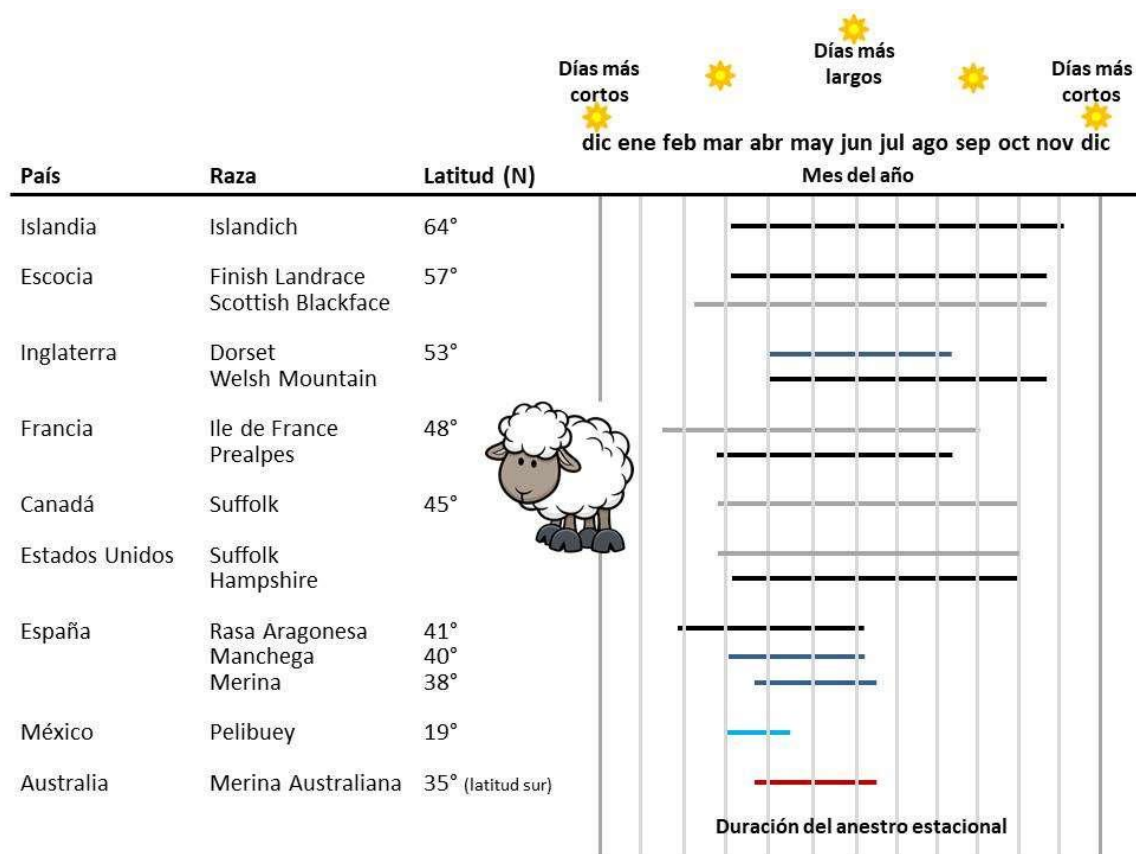 Días más
largos
Días más
cortos
Días más
cortos
dic ene feb mar abr may jun jul ago sep oct nov dic
País Raza Latitud (N) Mes del año
Islandia Islandich 64°
Escocia Finish Landrace 57°
Scottish Blackface
Inglaterra Dorset 53°
Welsh Mountain
Francia Ile de France 48°
Prealpes
Canadá Suffolk 45°
Estados Unidos Suffolk
Hampshire
España Rasa Aragonesa 41°
Manchega 40°
Merina 38°
México Pelibuey 19°
Australia Merina Australiana 35° (latitud sur)
Duración del anestro estacional